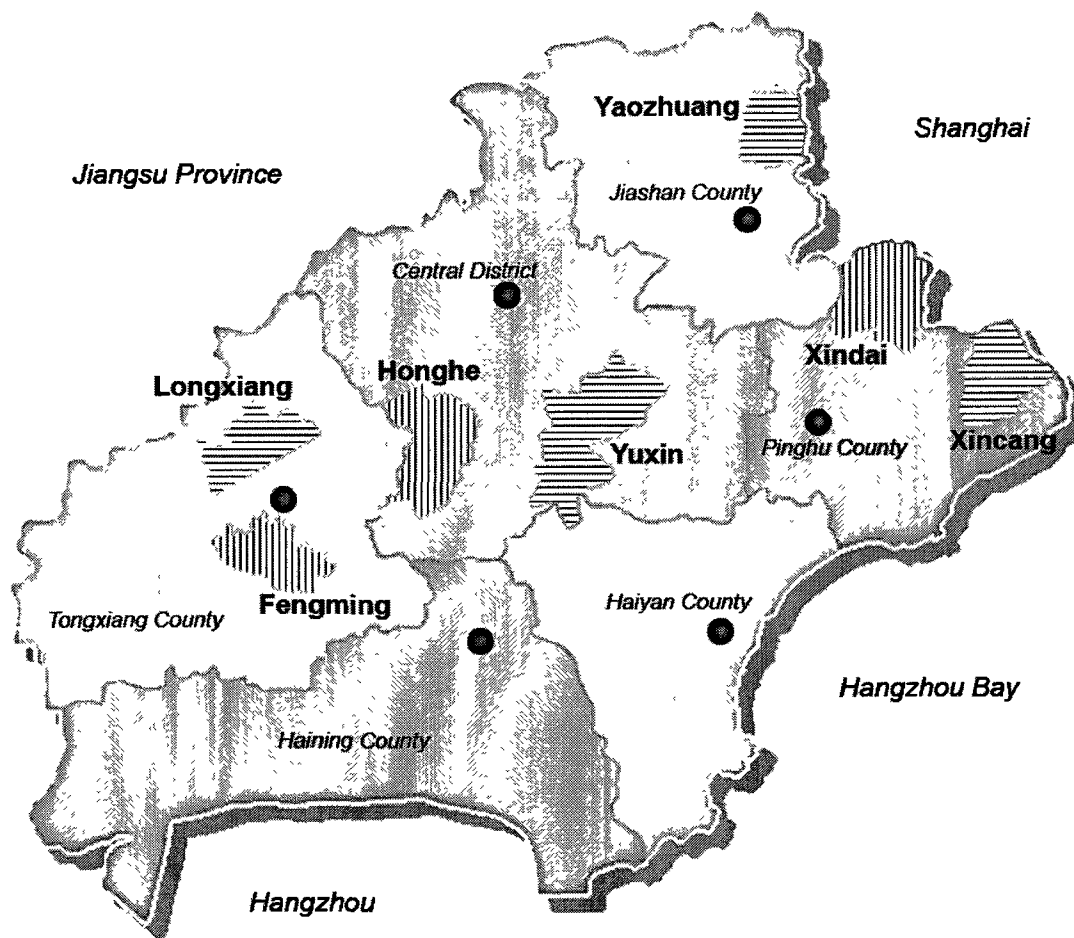 Yaozhuang
Shanghai
Jiangsu Province
Jiashan County
Central District
Xindai
Honghe
Longxiang
Pinghu County
Xincang
Yuxin
Fengming
Haiyan County
Tongxiang County
Hangzhou Bay
Haining County
Hangzhou